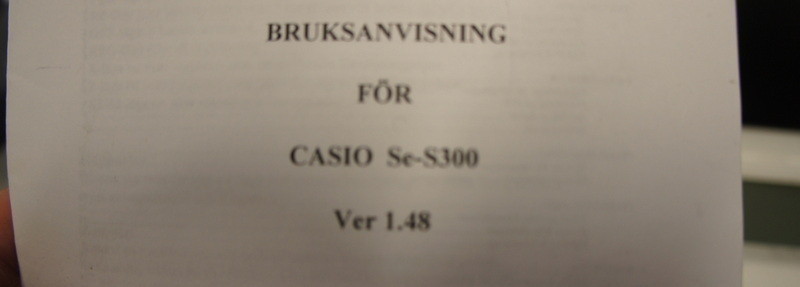 BRUKSANVISNING
FÖR
CASIO Se-S300
Ver 1.48